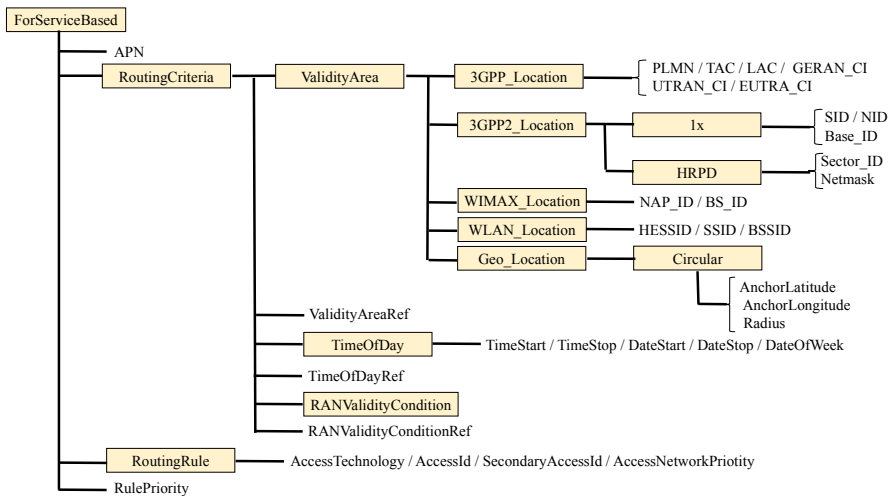 ForServiceBased
APN
RoutingCriteria
ValidityArea
3GPP_Location
PLMN / TAC / LAC / GERAN_CI
UTRAN_CI / EUTRA_CI
3GPP2_Location
1x
SID / NID
Base_ID
HRPD
Sector_ID
Netmask
WIMAX_Location
NAP_ID / BS_ID
WLAN_Location
HESSID / SSID / BSSID
Geo_Location
Circular
AnchorLatitude
AnchorLongitude
Radius
ValidityAreaRef
TimeOfDay
TimeStart / TimeStop / DateStart / DateStop / DateOfWeek
TimeOfDayRef
RANValidityCondition
RANValidityConditionRef
RoutingRule
AccessTechnology / AccessId / SecondaryAccessId / AccessNetworkPriotity
RulePriority